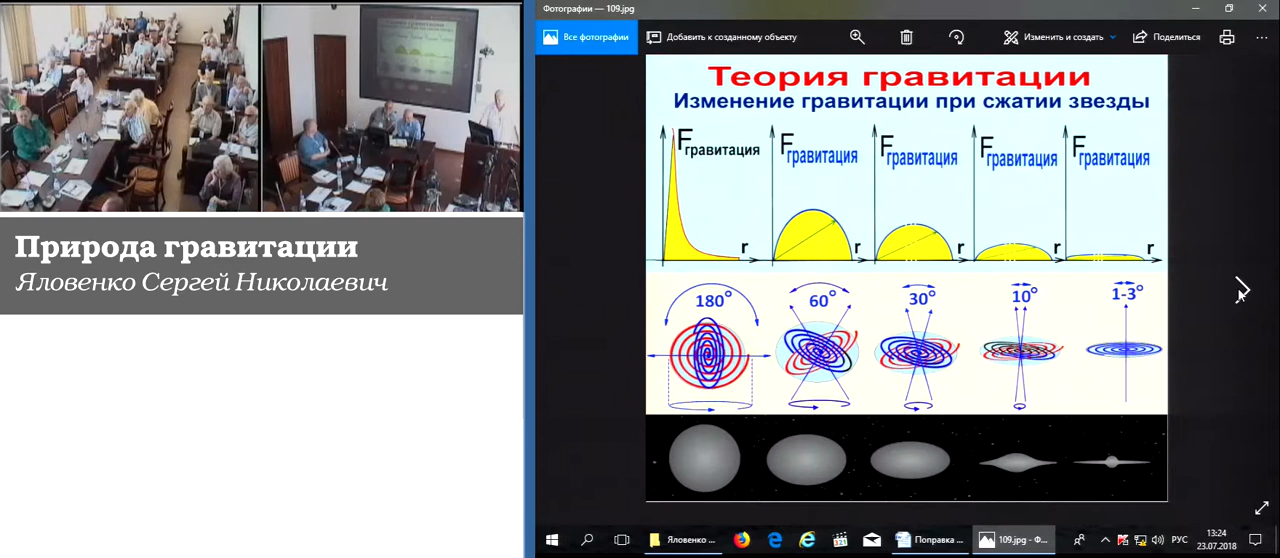 Природа гравитации
Яловенко Сергей Николаевич
Фотографии — 109.jpg
Все фотографии
Добавить к созданному объекту
Изменить и создать
Поделиться
Теория гравитации
Изменение гравитации при сжатии звезды
Fгравитация
Fгравитация
Fгравитация
Fгравитация
Fгравитация
r
r
r
r
r
180°
60°
30°
10°
1-3°
Яловенко ...
321
Поправка ...
109.jpg - Ф...
РУС
13:24
23.07.2018